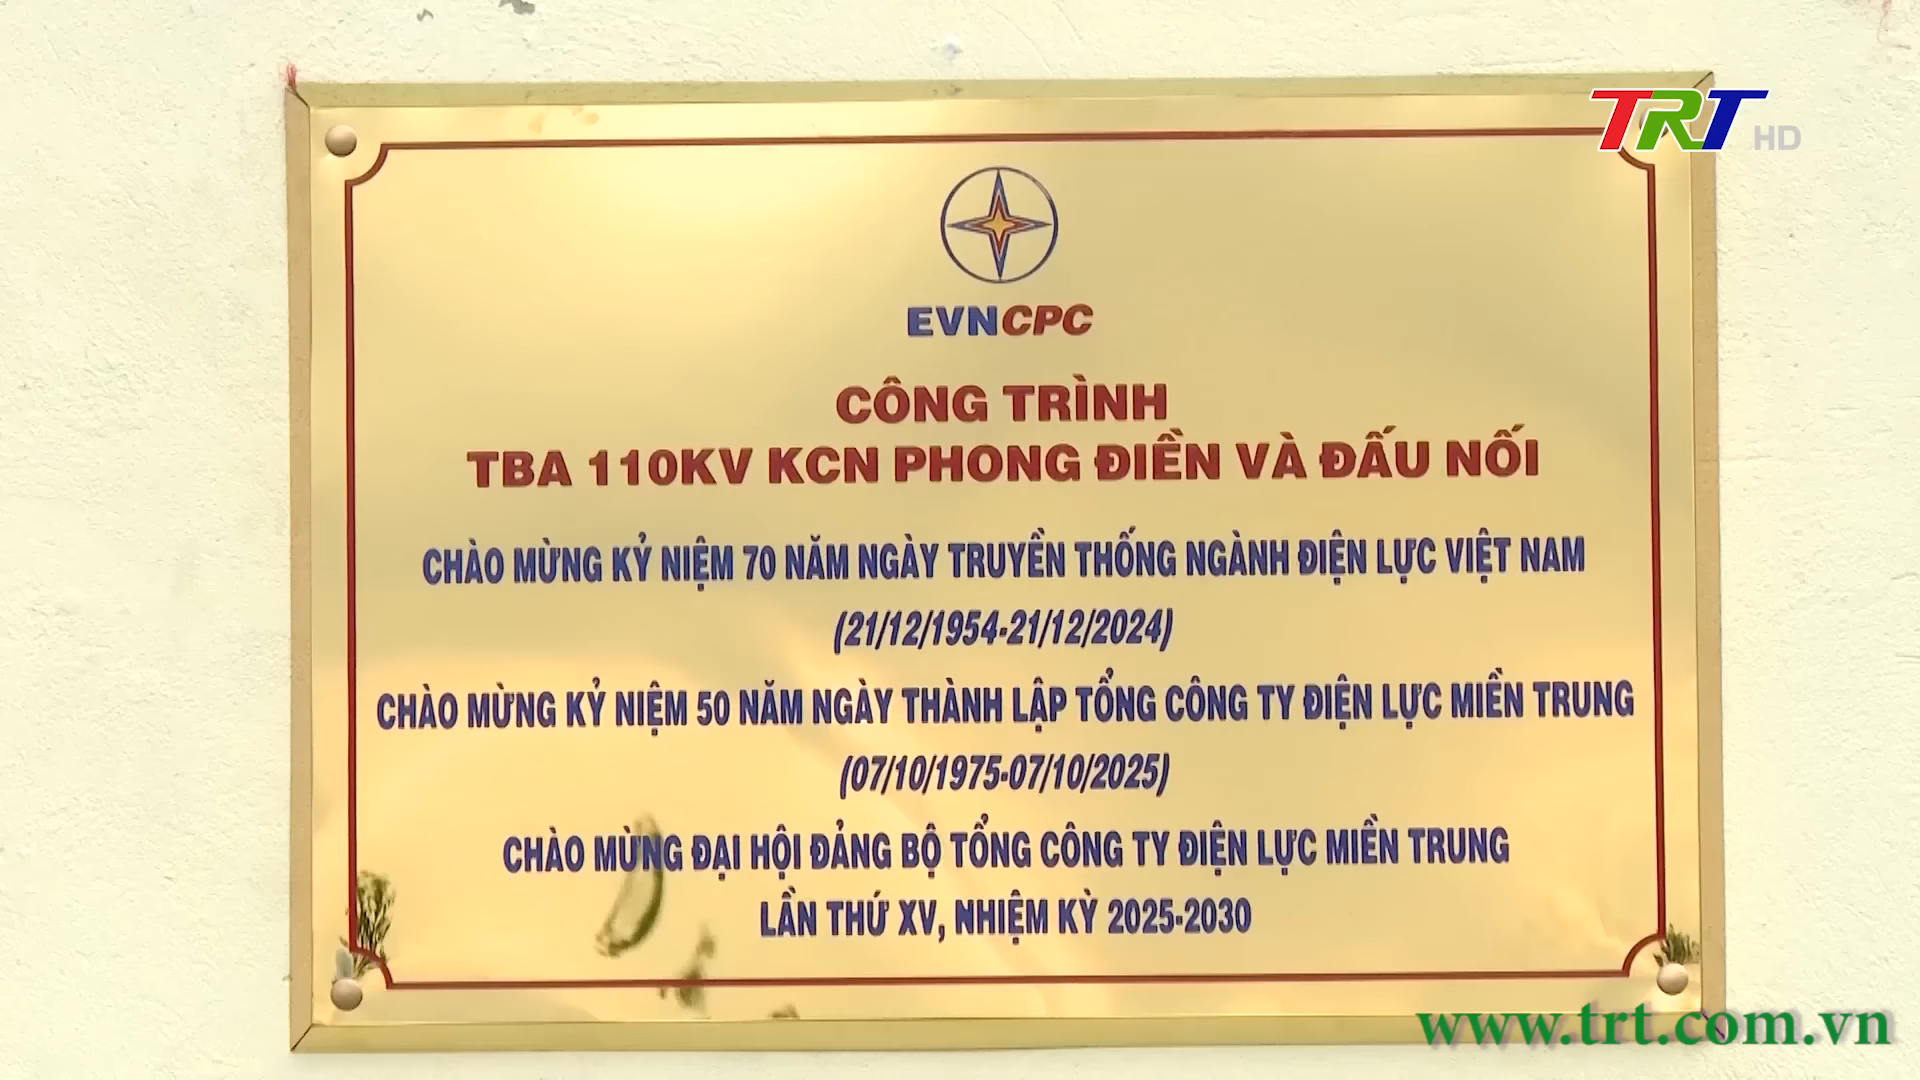 TRT HD
EVNCPC
CÔNG TRÌNH
TBA 110KV KCN PHONG ĐIỀN VÀ ĐẤU NỐI
CHÀO MỪNG KỶ NIỆM 70 NĂM NGÀY TRUYỀN THỐNG NGÀNH ĐIỆN LỰC VIỆT NAM
(21/12/1954-21/12/2024)
CHÀO MỪNG KỶ NIỆM 50 NĂM NGÀY THÀNH LẬP TỔNG CÔNG TY ĐIỆN LỰC MIỀN TRUNG
(07/10/1975-07/10/2025)
CHÀO MỪNG ĐẠI HỘI ĐẢNG BỘ TỔNG CÔNG TY ĐIỆN LỰC MIỀN TRUNG
LẦN THỨ XV, NHIỆM KỲ 2025-2030
www.trt.com.vn